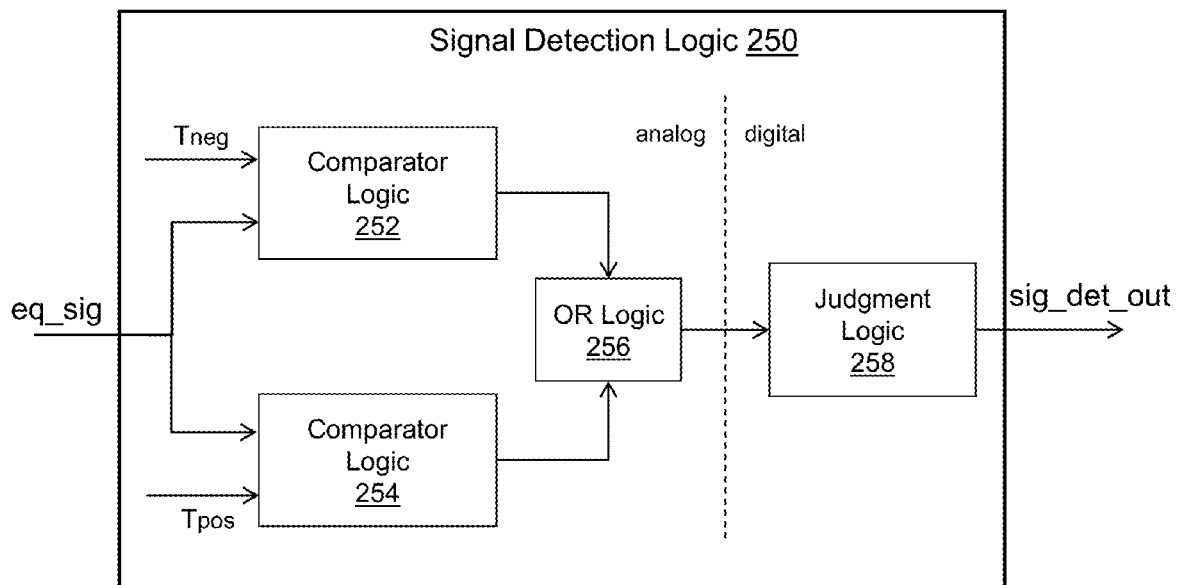 Signal Detection Logic 250
Tneg
Comparator
Logic
252
analog
digital
eq_sig
OR Logic
256
Judgment
Logic
258
sig_det_out
Comparator
Logic
254
Tpos